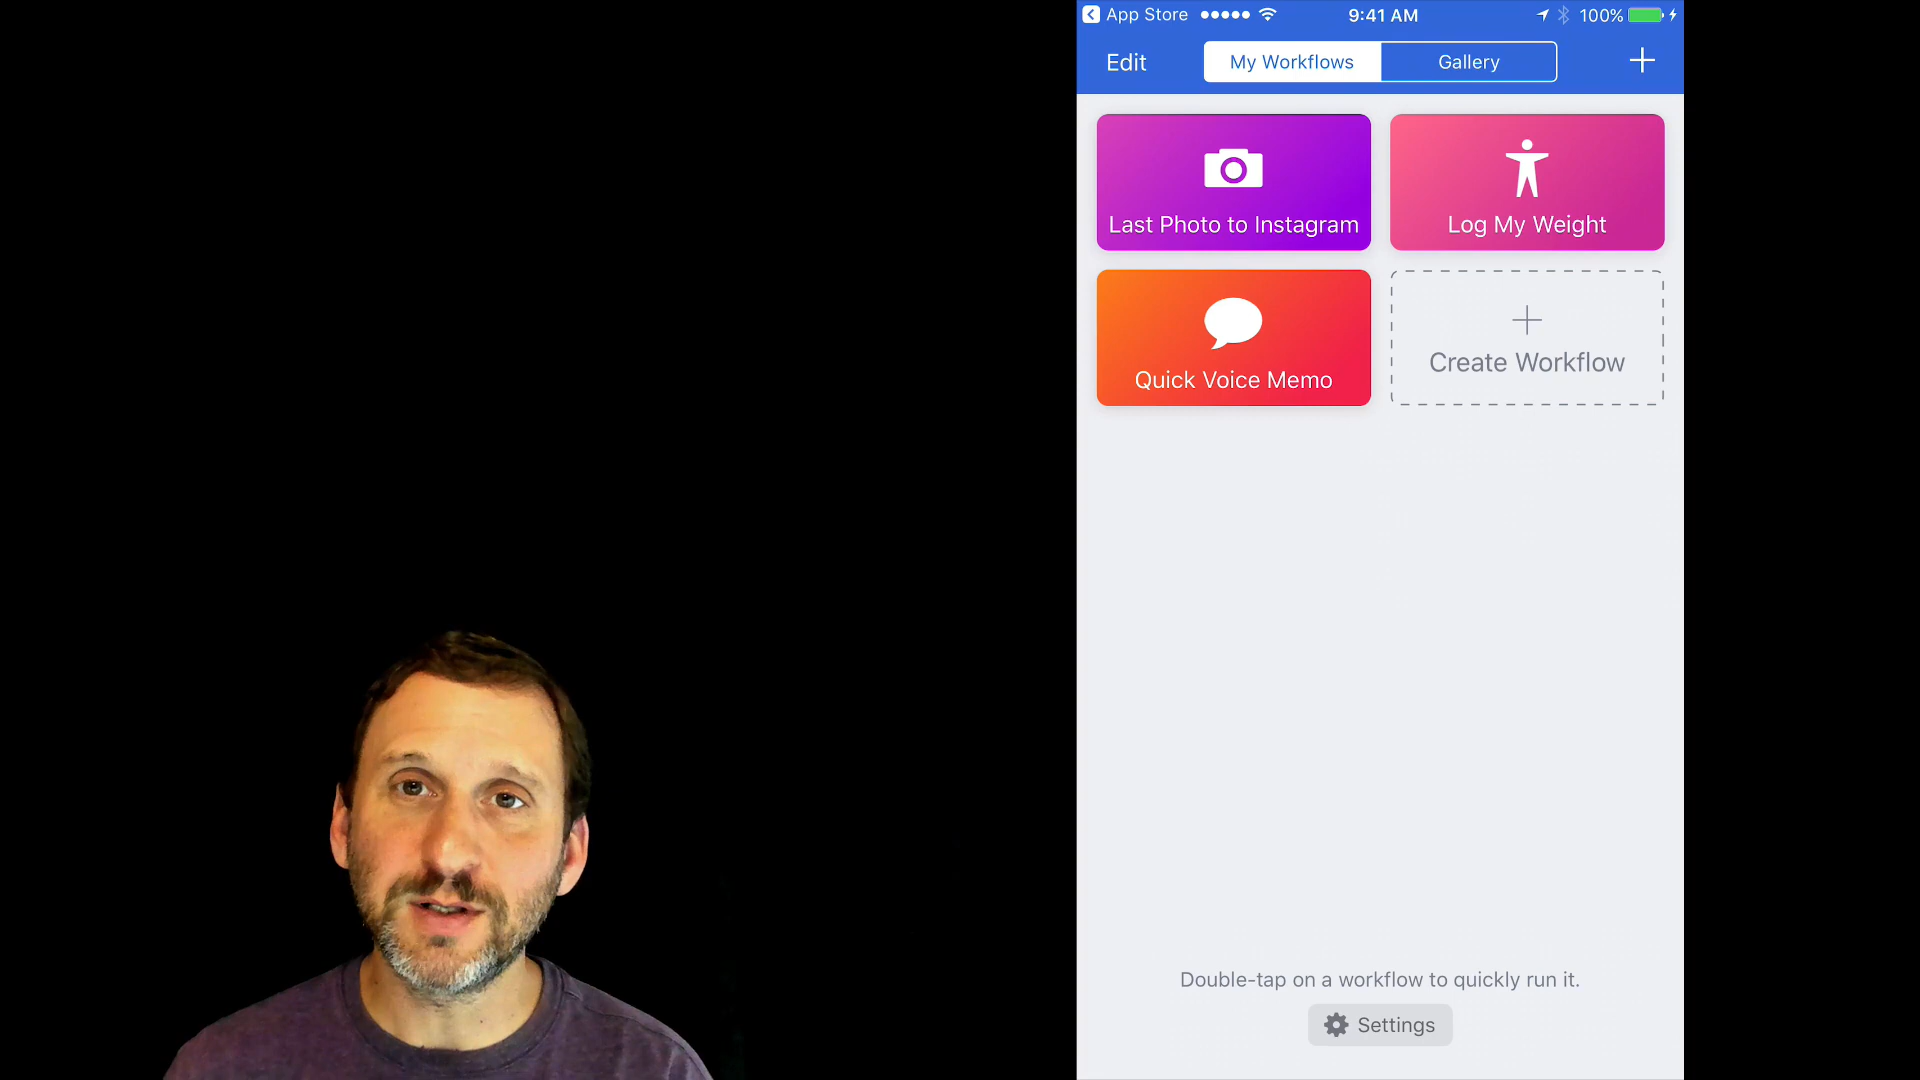 App Store 9:41 AM 100%
Edit My Workflows Gallery
Last Photo to Instagram
Log My Weight
Quick Voice Memo
Create Workflow
Double-tap on a workflow to quickly run it.
Settings